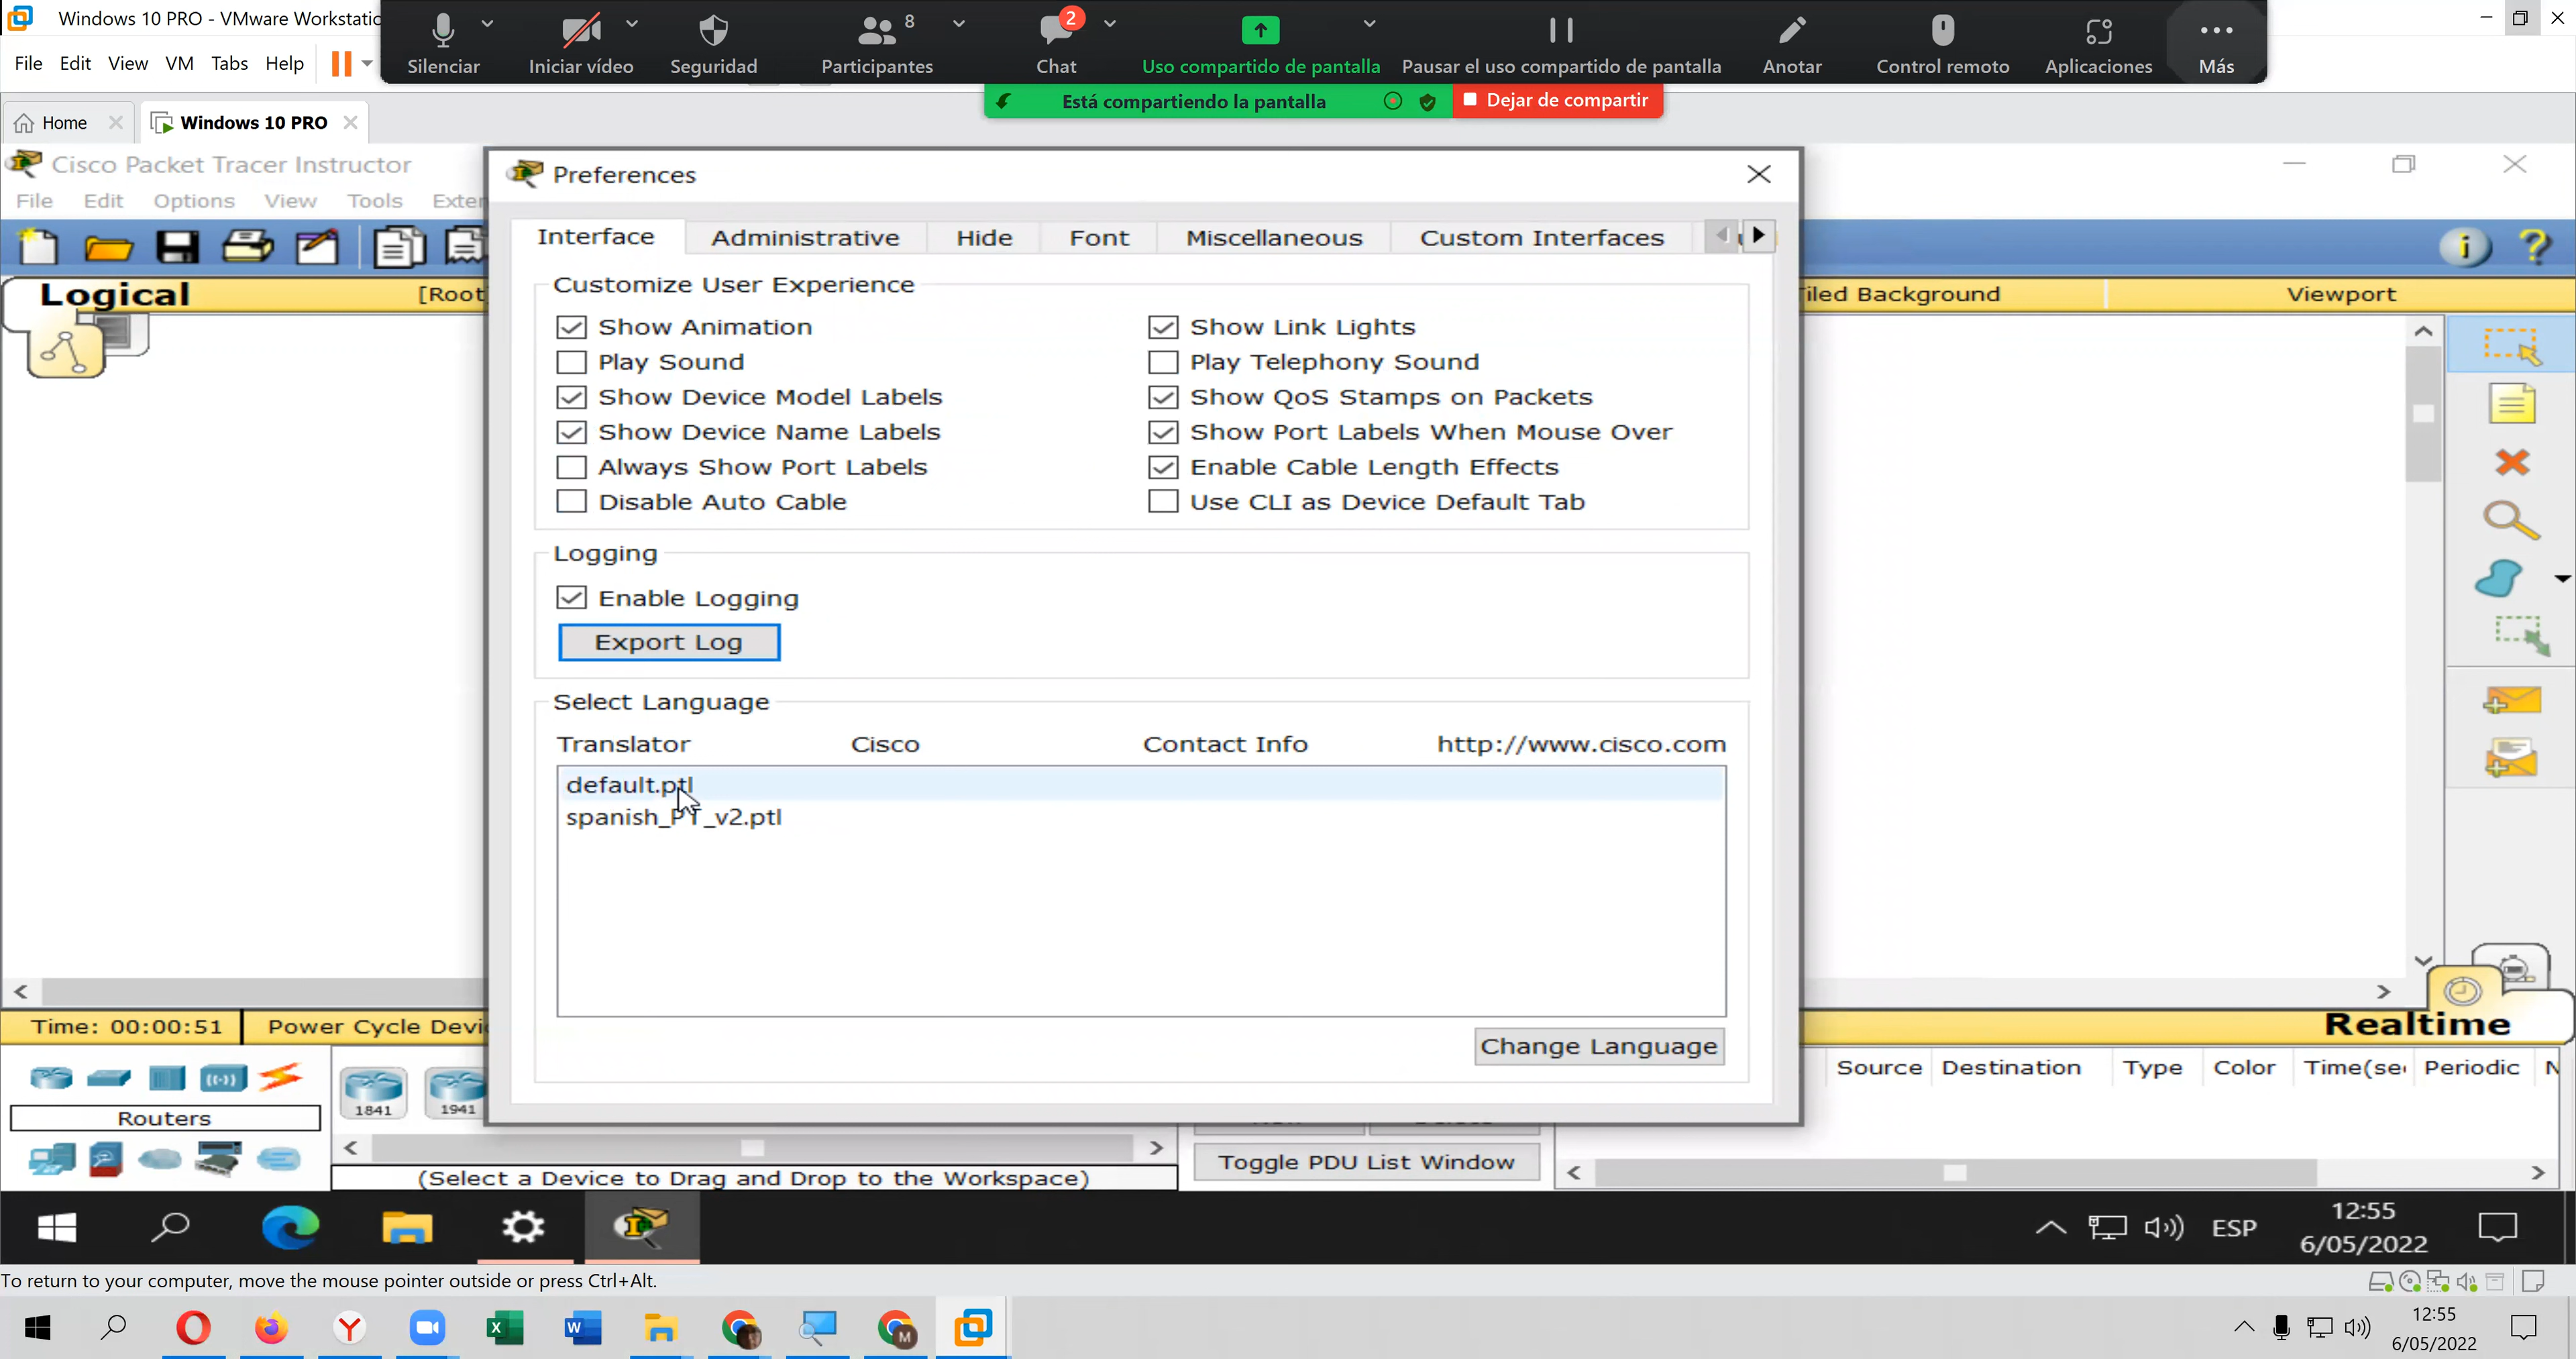 Windows 10 PRO - VMware Workstatio
Silenciar
Iniciar vídeo
Seguridad
8
Participantes
2
Chat
Uso compartido de pantalla
Pausar el uso compartido de pantalla
Anotar
Control remoto
Aplicaciones
Más
File Edit View VM Tabs Help
Está compartiendo la pantalla
Dejar de compartir
Home
Windows 10 PRO
Cisco Packet Tracer Instructor
File Edit Options View Tools Exten
Preferences
Interface Administrative Hide Font Miscellaneous Custom Interfaces
Logical
[Root
iled Background
Viewport
Customize User Experience
Show Animation
Show Link Lights
Play Sound
Play Telephony Sound
Show Device Model Labels
Show QoS Stamps on Packets
Show Device Name Labels
Show Port Labels When Mouse Over
Always Show Port Labels
Enable Cable Length Effects
Disable Auto Cable
Use CLI as Device Default Tab
Logging
Enable Logging
Export Log
Select Language
Translator Cisco Contact Info http://www.cisco.com
default.ptl
spanish_PT_v2.ptl
Change Language
Time: 00:00:51
Power Cycle Devi
Realtime
1841
1941
Routers
Source Destination Type Color Time(se Periodic N
Toggle PDU List Window
(Select a Device to Drag and Drop to the Workspace)
ESP
12:55
6/05/2022
To return to your computer, move the mouse pointer outside or press Ctrl+Alt.
12:55
6/05/2022